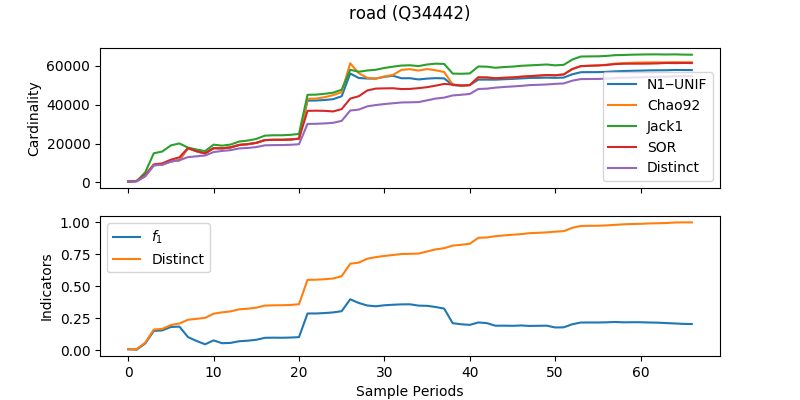 road (Q34442)
Cardinality
60000
40000
20000
0
N1−UNIF
Chao92
Jack1
SOR
Distinct
Indicators
1.00
0.75
0.50
0.25
0.00
f1
Distinct
0 10 20 30 40 50 60
Sample Periods